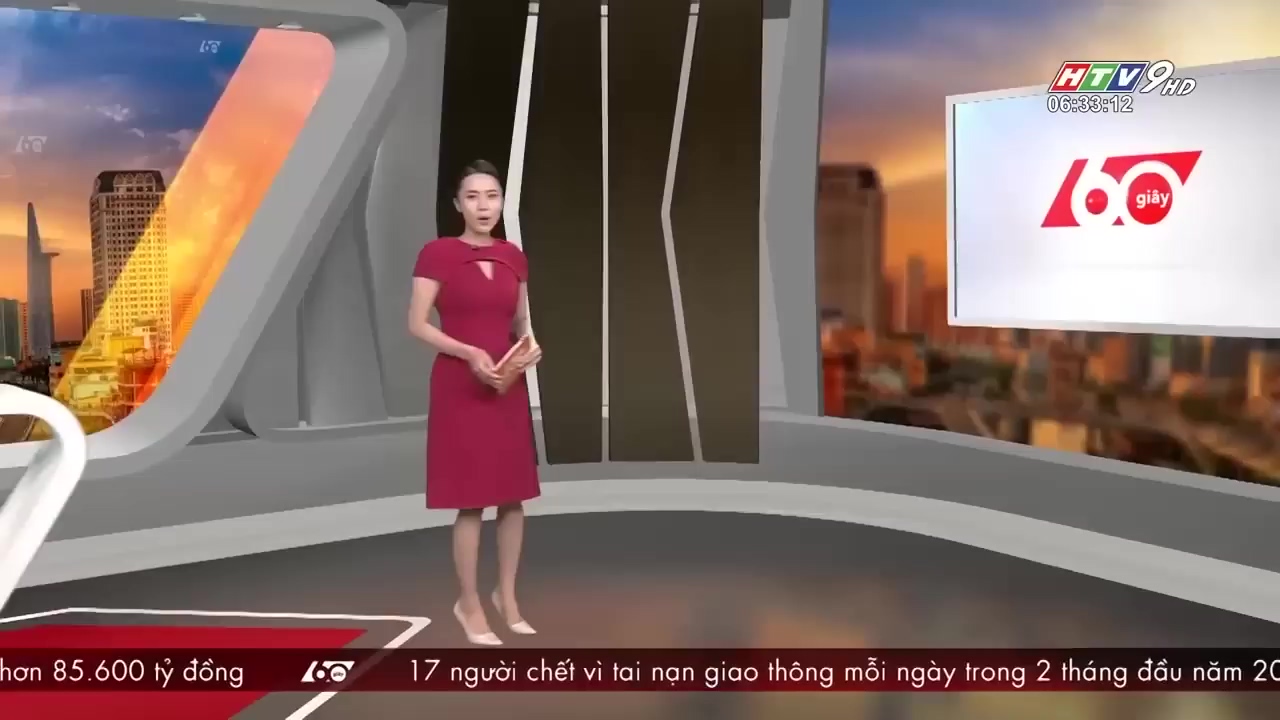 HTV9HD
06:33:12
60 giây
hơn 85.600 tỷ đồng 60 giây 17 người chết vì tai nạn giao thông mỗi ngày trong 2 tháng đầu năm 20